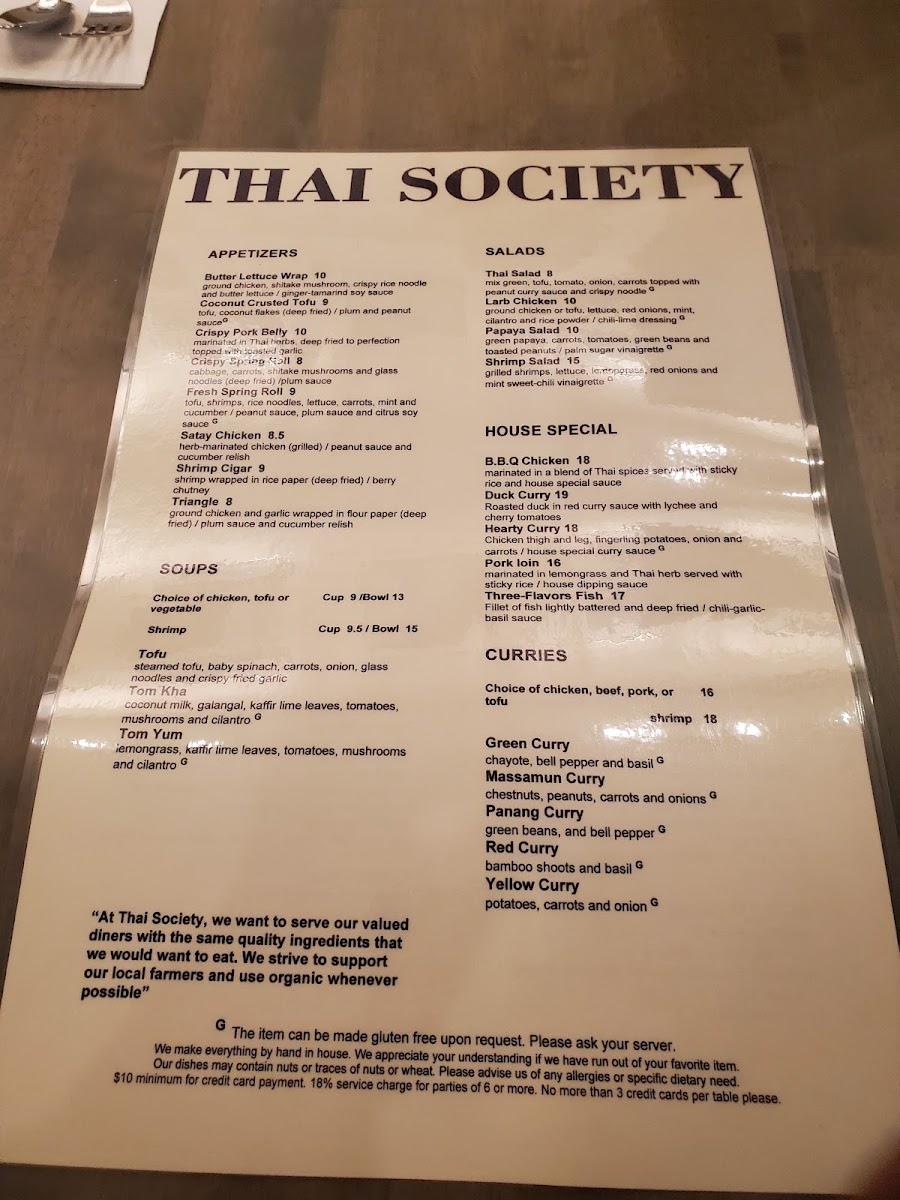 THAI SOCIETY
APPETIZERS
Butter Lettuce Wrap 10
ground chicken, shitake mushroom, crispy rice noodle
and butter lettuce / ginger-tamarind soy sauce
Coconut Crusted Tofu 9
tofu, coconut flakes (deep fried) / plum and peanut
sauce G
Crispy Pork Belly 10
marinated in Thai herbs, deep fried to perfection
topped with toasted garlic
Crispy Spring Roll 8
cabbage, carrots, shitake mushrooms and glass
noodles (deep fried) /plum sauce
Fresh Spring Roll 9
tofu, shrimps, rice noodles, lettuce, carrots, mint and
cucumber / peanut sauce, plum sauce and citrus soy
sauce G
Satay Chicken 8.5
herb-marinated chicken (grilled) / peanut sauce and
cucumber relish
Shrimp Cigar 9
shrimp wrapped in rice paper (deep fried) / berry
chutney
Triangle 8
ground chicken and garlic wrapped in flour paper (deep
fried) / plum sauce and cucumber relish
SOUPS
Choice of chicken, tofu or Cup 9 /Bowl 13
vegetable
Shrimp Cup 9.5 / Bowl 15
Tofu
steamed tofu, baby spinach, carrots, onion, glass
noodles and crispy fried garlic
Tom Kha
coconut milk, galangal, kaffir lime leaves, tomatoes,
mushrooms and cilantro G
Tom Yum
lemongrass, kaffir lime leaves, tomatoes, mushrooms
and cilantro G
"At Thai Society, we want to serve our valued
diners with the same quality ingredients that
we would want to eat. We strive to support
our local farmers and use organic whenever
possible"
SALADS
Thai Salad 8
mix green, tofu, tomato, onion, carrots topped with
peanut curry sauce and crispy noodle G
Larb Chicken 10
ground chicken or tofu, lettuce, red onions, mint,
cilantro and rice powder / chili-lime dressing G
Papaya Salad 10
green papaya, carrots, tomatoes, green beans and
toasted peanuts / palm sugar vinaigrette G
Shrimp Salad 15
grilled shrimps, lettuce, lemongrass, red onions and
mint sweet-chili vinaigrette G
HOUSE SPECIAL
B.B.Q Chicken 18
marinated in a blend of Thai spices served with sticky
rice and house special sauce
Duck Curry 19
Roasted duck in red curry sauce with lychee and
cherry tomatoes
Hearty Curry 18
Chicken thigh and leg, fingerling potatoes, onion and
carrots / house special curry sauce G
Pork loin 16
marinated in lemongrass and Thai herb served with
sticky rice / house dipping sauce
Three-Flavors Fish 17
Fillet of fish lightly battered and deep fried / chili-garlic-
basil sauce
CURRIES
Choice of chicken, beef, pork, or 16
tofu
shrimp 18
Green Curry
chayote, bell pepper and basil G
Massamun Curry
chestnuts, peanuts, carrots and onions G
Panang Curry
green beans, and bell pepper G
Red Curry
bamboo shoots and basil G
Yellow Curry
potatoes, carrots and onion G
G The item can be made gluten free upon request. Please ask your server.
We make everything by hand in house. We appreciate your understanding if we have run out of your favorite item.
Our dishes may contain nuts or traces of nuts or wheat. Please advise us of any allergies or specific dietary need.
$10 minimum for credit card payment. 18% service charge for parties of 6 or more. No more than 3 credit cards per table please.